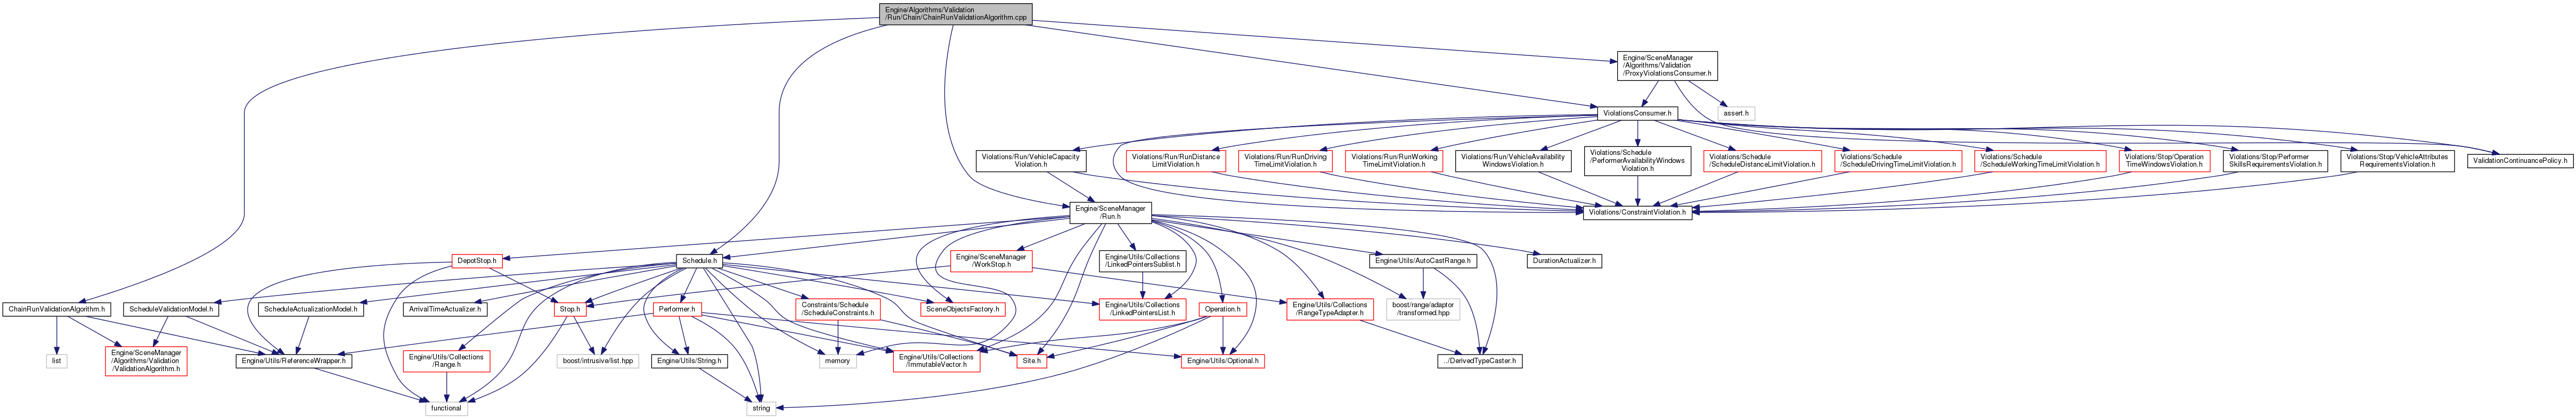 Engine/Algorithms/Validation
/Run/Chain/ChainRunValidationAlgorithm.cpp
Engine/SceneManager
/Algorithms/Validation
/ProxyViolationsConsumer.h
ViolationsConsumer.h
assert.h
Violations/Run/VehicleCapacity
Violation.h
Violations/Run/RunDistance
LimitViolation.h
Violations/Run/RunDriving
TimeLimitViolation.h
Violations/Run/RunWorking
TimeLimitViolation.h
Violations/Run/VehicleAvailability
WindowsViolation.h
Violations/Schedule
/PerformerAvailabilityWindows
Violation.h
Violations/Schedule
/ScheduleDistanceLimitViolation.h
Violations/Schedule
/ScheduleDrivingTimeLimitViolation.h
Violations/Schedule
/ScheduleWorkingTimeLimitViolation.h
Violations/Stop/Operation
TimeWindowsViolation.h
Violations/Stop/Performer
SkillsRequirementsViolation.h
Violations/Stop/VehicleAttributes
RequirementsViolation.h
ValidationContinuancePolicy.h
Engine/SceneManager
/Run.h
Violations/ConstraintViolation.h
DepotStop.h
Schedule.h
Engine/SceneManager
/WorkStop.h
Engine/Utils/Collections
/LinkedPointersSublist.h
Engine/Utils/AutoCastRange.h
DurationActualizer.h
ChainRunValidationAlgorithm.h
ScheduleValidationModel.h
ScheduleActualizationModel.h
ArrivalTimeActualizer.h
Stop.h
Performer.h
Constraints/Schedule
/ScheduleConstraints.h
SceneObjectsFactory.h
Engine/Utils/Collections
/LinkedPointersList.h
Operation.h
Engine/Utils/Collections
/RangeTypeAdapter.h
boost/range/adaptor
/transformed.hpp
list
Engine/SceneManager
/Algorithms/Validation
/ValidationAlgorithm.h
Engine/Utils/ReferenceWrapper.h
Engine/Utils/Collections
/Range.h
boost/intrusive/list.hpp
Engine/Utils/String.h
memory
Engine/Utils/Collections
/ImmutableVector.h
Site.h
Engine/Utils/Optional.h
../DerivedTypeCaster.h
functional
string